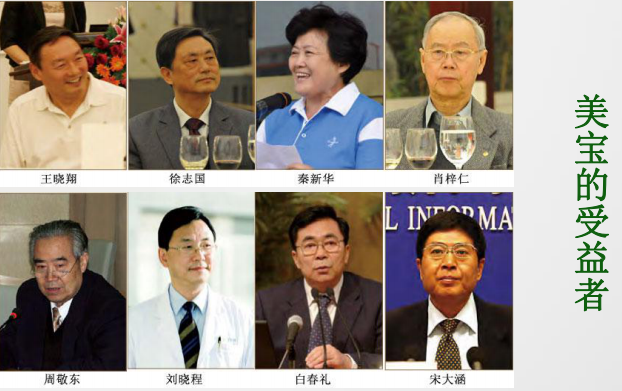 王晓翔 徐志国 秦新华 肖梓仁
L INFORMA
周敬东 刘晓程 白春礼 宋大涵
美宝的受益者